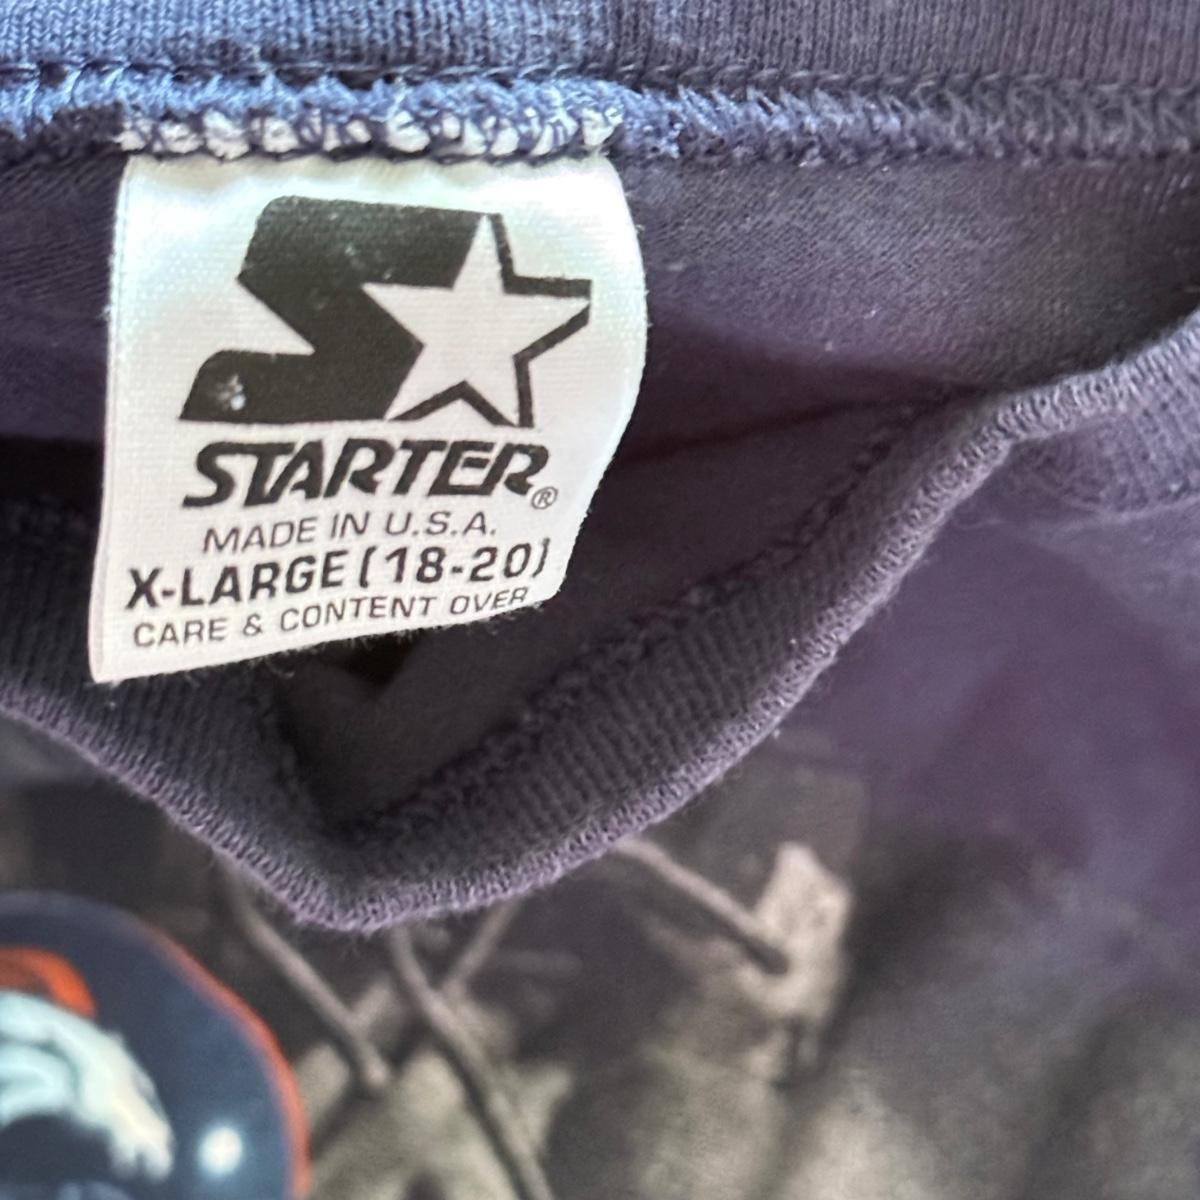 STARTER®
MADE IN U.S.A.
X-LARGE (18-20)
CARE & CONTENT OVER